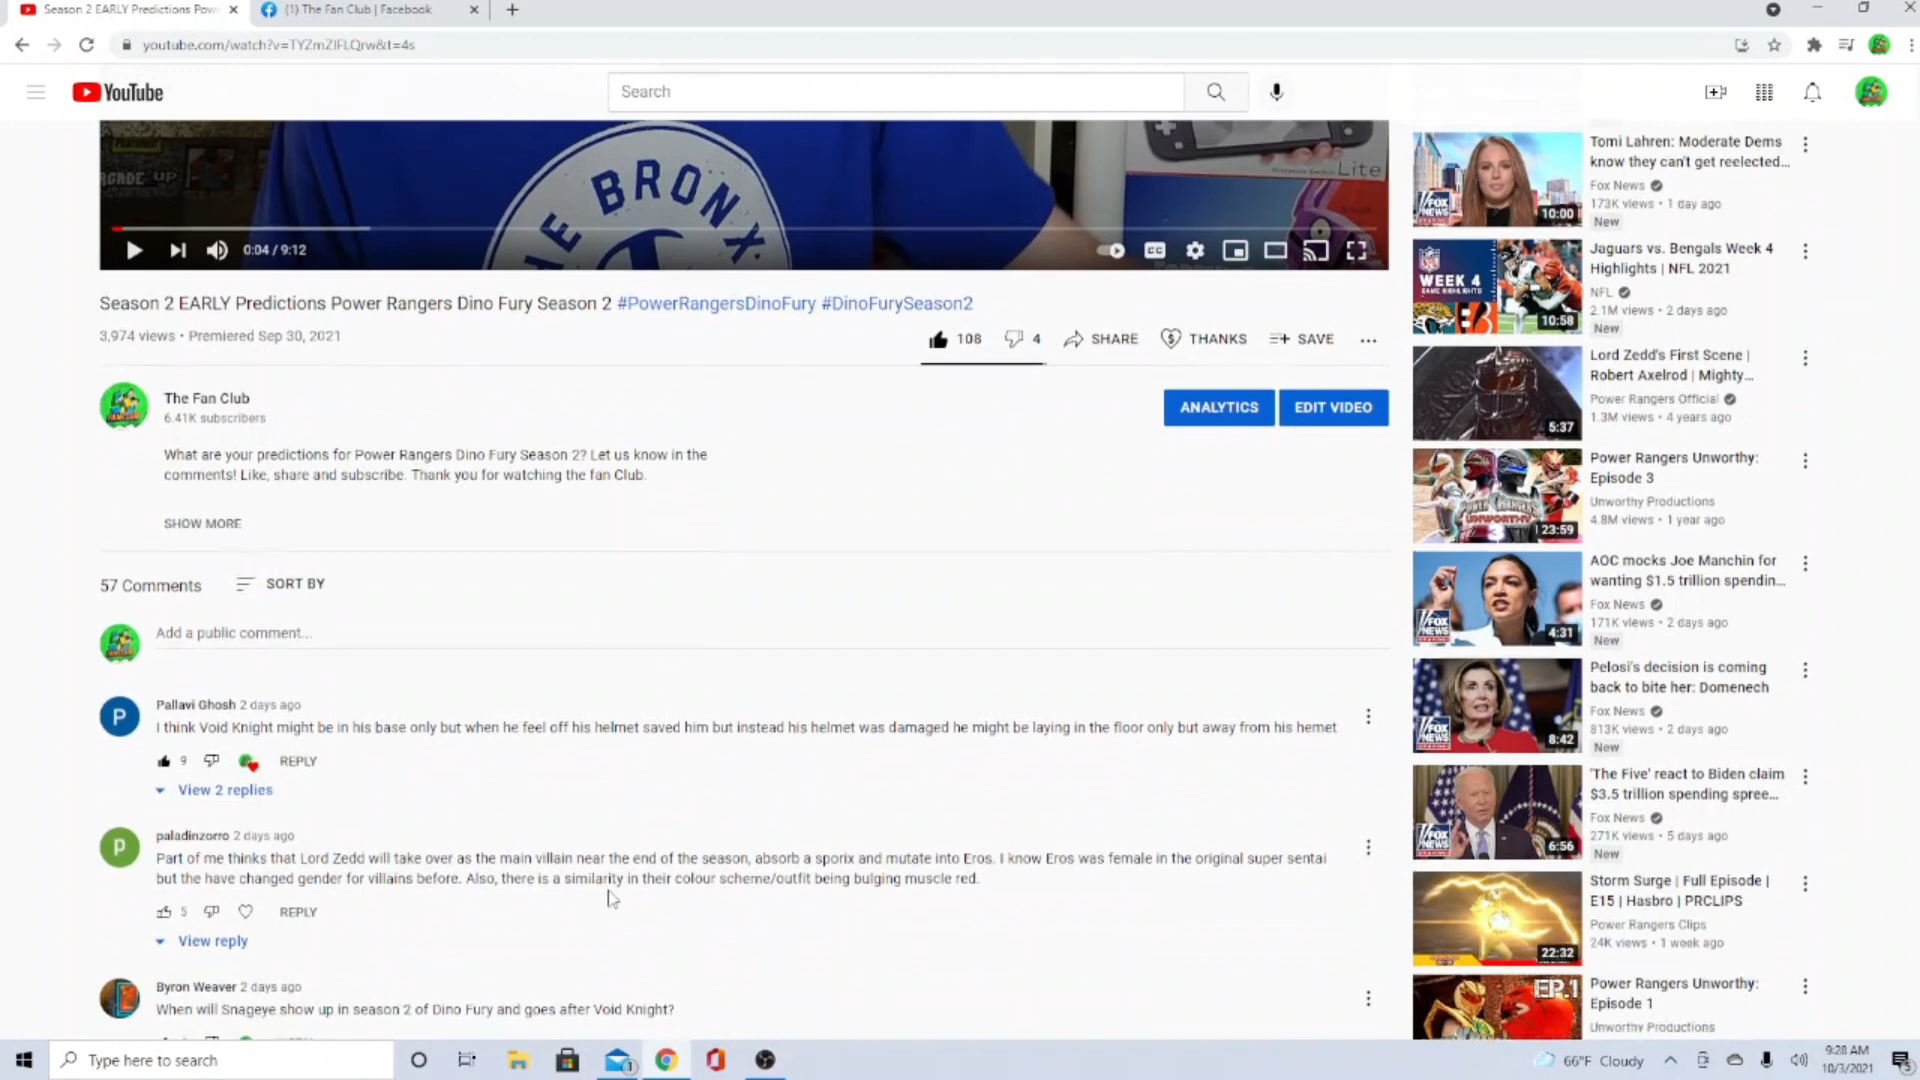 Season 2 EARLY Predictions Powe
(1) The Fan Club | Facebook
youtube.com/watch?v=TYZmZIFLQrw&t=4s
YouTube
Search
THE BRONX
Lite
0:04 / 9:12
CC
Season 2 EARLY Predictions Power Rangers Dino Fury Season 2 #PowerRangersDinoFury #DinoFurySeason2
3,974 views • Premiered Sep 30, 2021
108
4
SHARE
THANKS
SAVE
The Fan Club
6.41K subscribers
ANALYTICS
EDIT VIDEO
What are your predictions for Power Rangers Dino Fury Season 2? Let us know in the
comments! Like, share and subscribe. Thank you for watching the fan Club.
SHOW MORE
57 Comments
SORT BY
Add a public comment...
P
Pallavi Ghosh 2 days ago
I think Void Knight might be in his base only but when he feel off his helmet saved him but instead his helmet was damaged he might be laying in the floor only but away from his hemet
9
REPLY
View 2 replies
p
paladinzorro 2 days ago
Part of me thinks that Lord Zedd will take over as the main villain near the end of the season, absorb a sporix and mutate into Eros. I know Eros was female in the original super sentai
but the have changed gender for villains before. Also, there is a similarity in their colour scheme/outfit being bulging muscle red.
5
REPLY
View reply
Byron Weaver 2 days ago
When will Snageye show up in season 2 of Dino Fury and goes after Void Knight?
Tomi Lahren: Moderate Dems
know they can't get reelected...
Fox News
173K views • 1 day ago
New
10:00
Jaguars vs. Bengals Week 4
Highlights | NFL 2021
NFL
2.1M views • 2 days ago
New
WEEK 4
10:58
Lord Zedd's First Scene |
Robert Axelrod | Mighty...
Power Rangers Official
1.3M views • 4 years ago
5:37
Power Rangers Unworthy:
Episode 3
Unworthy Productions
4.8M views • 1 year ago
23:59
AOC mocks Joe Manchin for
wanting $1.5 trillion spendin...
Fox News
171K views • 2 days ago
New
4:31
Pelosi's decision is coming
back to bite her: Domenech
Fox News
813K views • 2 days ago
New
8:42
'The Five' react to Biden claim
$3.5 trillion spending spree...
Fox News
271K views • 5 days ago
New
6:56
Storm Surge | Full Episode |
E15 | Hasbro | PRCLIPS
Power Rangers Clips
24K views • 1 week ago
22:32
Power Rangers Unworthy:
Episode 1
Unworthy Productions
EP.1
Type here to search
66°F Cloudy
9:28 AM
10/3/2021